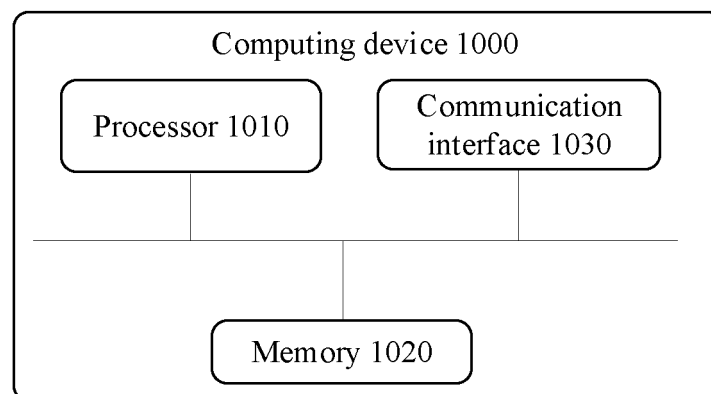 Computing device 1000
Processor 1010
Communication
interface 1030
Memory 1020